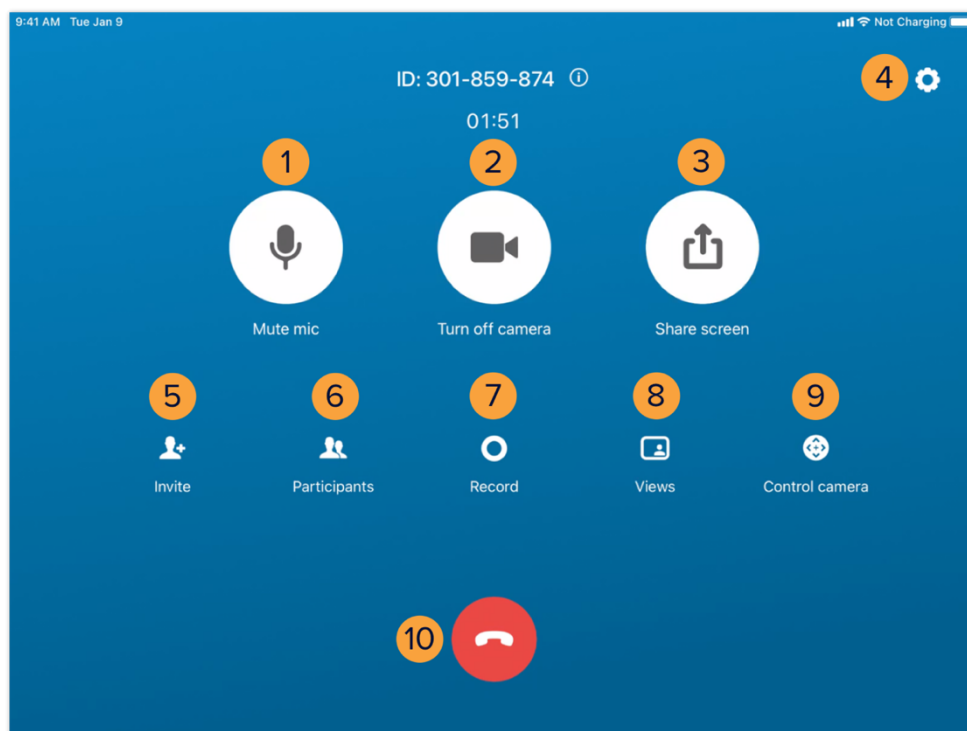 9:41 AM Tue Jan 9 Not Charging
ID: 301-859-874
4
01:51
1 2 3
Mute mic Turn off camera Share screen
5 6 7 8 9
Invite Participants Record Views Control camera
10